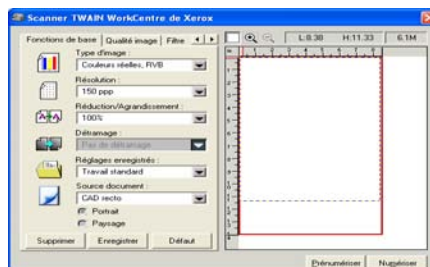 Scanner TWAIN WorkCentre de Xerox
Fonctions de base Qualité image Filtre
L:8.38 H:11.33 6.1M
Type d'image :
Couleurs réelles, RVB
Résolution :
150 ppp
Réduction/Agrandissement :
100%
Détramage :
Pas de détramage
Réglages enregistrés :
Travail standard
Source document :
CAD recto
Portrait
Paysage
Supprimer Enregistrer Défaut
Prénumériser Numériser